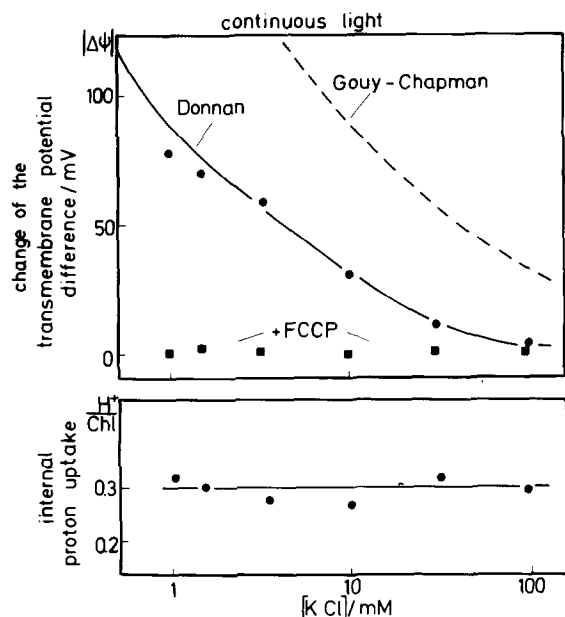 continuous light
|Δψ|
100
50
0
change of the
transmembrane potential
difference / mV
Donnan
Gouy-Chapman
+FCCP
H⁺
Chl
0.3
0.2
internal
proton uptake
1
10
100
[K Cl]/mM